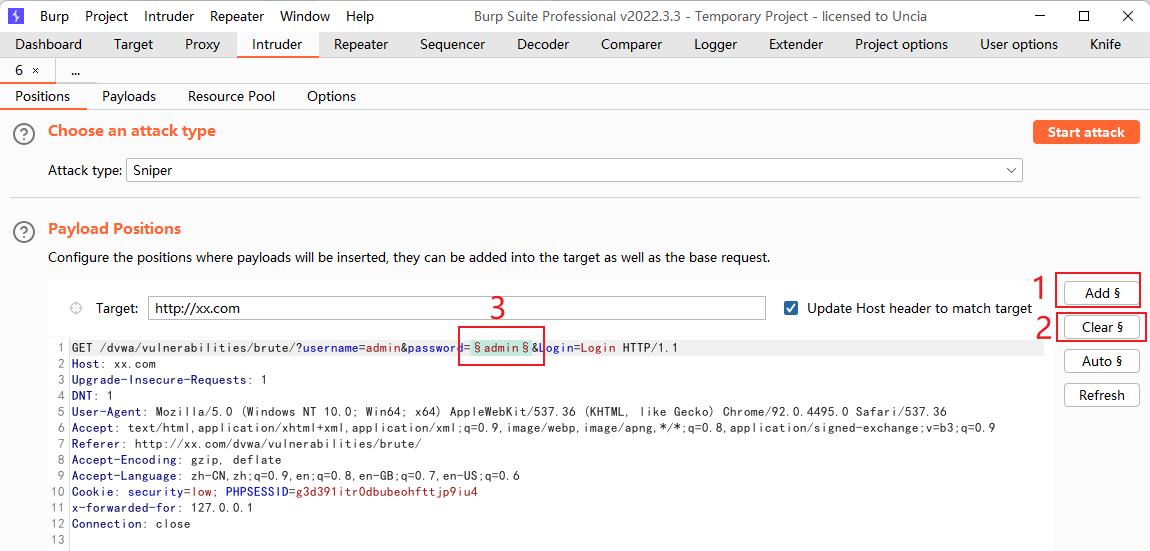 Burp Project Intruder Repeater Window Help Burp Suite Professional v2022.3.3 - Temporary Project - licensed to Uncia
Dashboard Target Proxy Intruder Repeater Sequencer Decoder Comparer Logger Extender Project options User options Knife
6 × ...
Positions Payloads Resource Pool Options
? Choose an attack type Start attack
Attack type: Sniper
? Payload Positions
Configure the positions where payloads will be inserted, they can be added into the target as well as the base request.
1 Add §
Target: http://xx.com 3 Update Host header to match target
2 Clear §
Auto §
Refresh
1 GET /dvwa/vulnerabilities/brute/?username=admin&password=§admin§&Login=Login HTTP/1.1
2 Host: xx.com
3 Upgrade-Insecure-Requests: 1
4 DNT: 1
5 User-Agent: Mozilla/5.0 (Windows NT 10.0; Win64; x64) AppleWebKit/537.36 (KHTML, like Gecko) Chrome/92.0.4495.0 Safari/537.36
6 Accept: text/html,application/xhtml+xml,application/xml;q=0.9,image/webp,image/apng,*/*;q=0.8,application/signed-exchange;v=b3;q=0.9
7 Referer: http://xx.com/dvwa/vulnerabilities/brute/
8 Accept-Encoding: gzip, deflate
9 Accept-Language: zh-CN,zh;q=0.9,en;q=0.8,en-GB;q=0.7,en-US;q=0.6
10 Cookie: security=low; PHPSESSID=g3d391itr0dbubeohfttjp9iu4
11 x-forwarded-for: 127.0.0.1
12 Connection: close
13